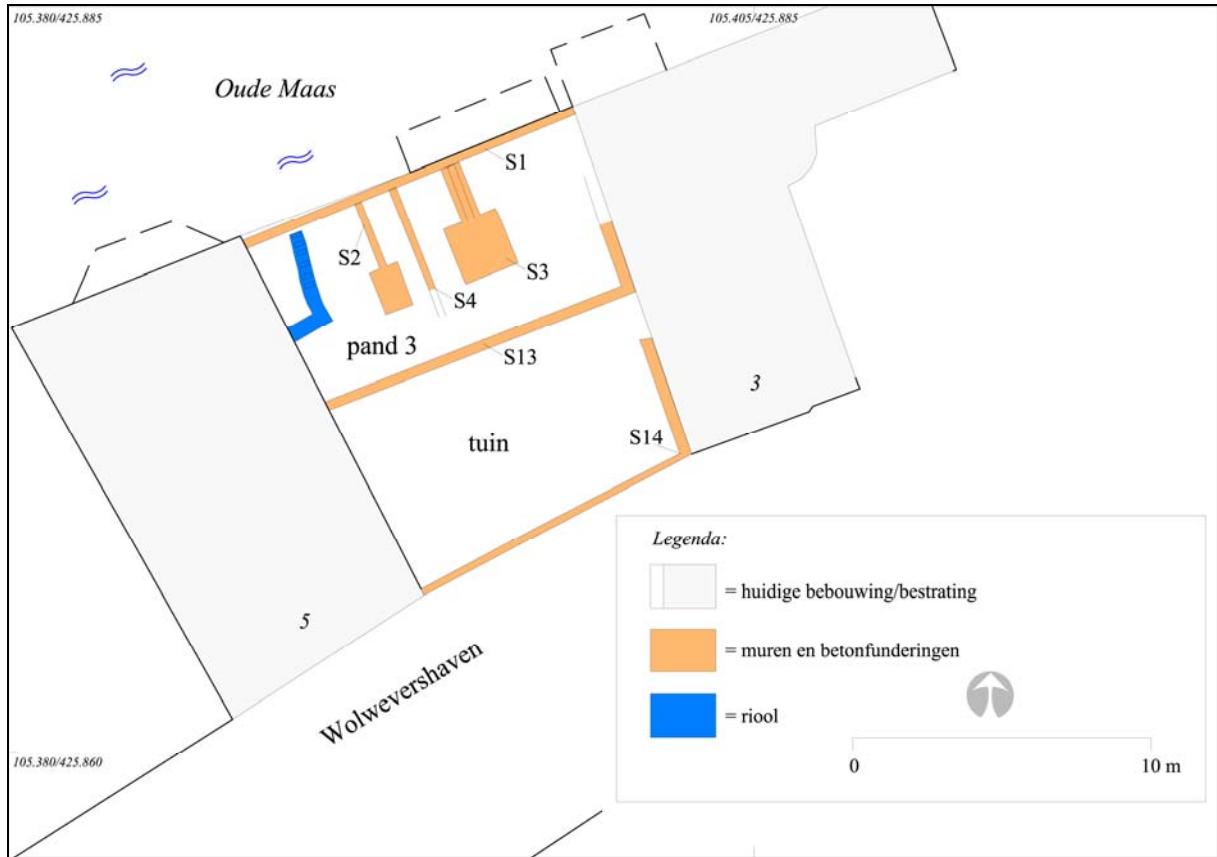 105.380/425.885
105.405/425.885
Oude Maas
S1
S2
S3
S4
pand 3
S13
3
tuin
S14
Legenda:
= huidige bebouwing/bestrating
5
= muren en betonfunderingen
Wolwevershaven
= riool
105.380/425.860
0 10 m